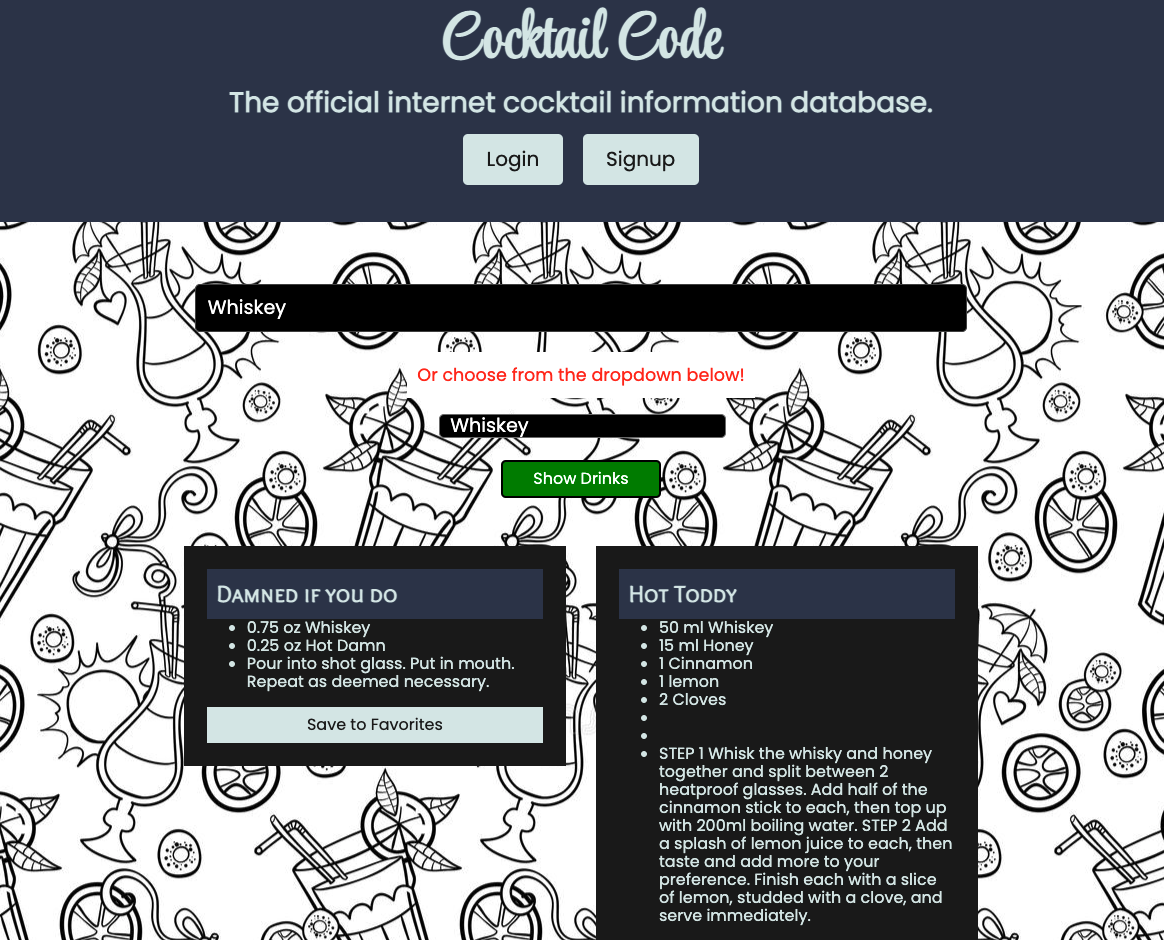 Cocktail Code
The official internet cocktail information database.
Login
Signup
Whiskey
Or choose from the dropdown below!
Whiskey
Show Drinks
Damned if you do
0.75 oz Whiskey
0.25 oz Hot Damn
Pour into shot glass. Put in mouth.
Repeat as deemed necessary.
Save to Favorites
Hot Toddy
50 ml Whiskey
15 ml Honey
1 Cinnamon
1 lemon
2 Cloves
STEP 1 Whisk the whisky and honey
together and split between 2
heatproof glasses. Add half of the
cinnamon stick to each, then top up
with 200ml boiling water. STEP 2 Add
a splash of lemon juice to each, then
taste and add more to your
preference. Finish each with a slice
of lemon, studded with a clove, and
serve immediately.